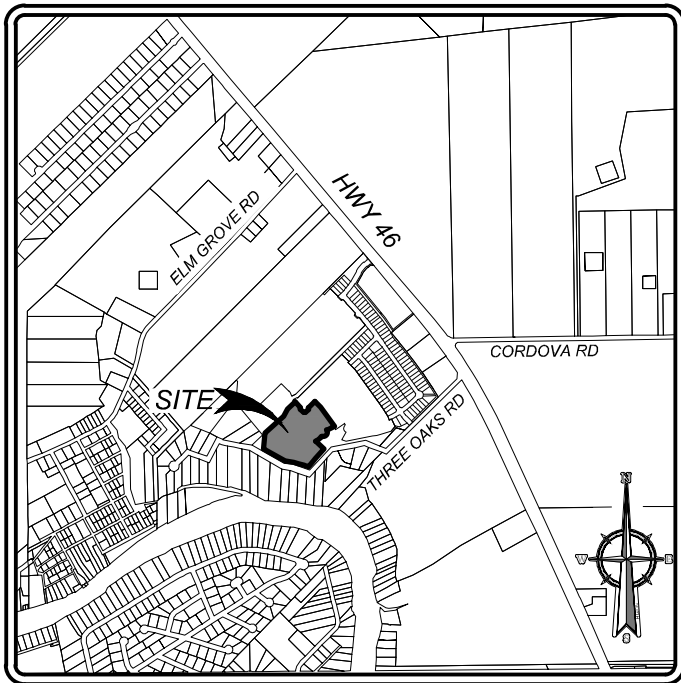 HWY 46
ELM GROVE RD
CORDOVA RD
SITE
THREE OAKS RD
N
W
E
S